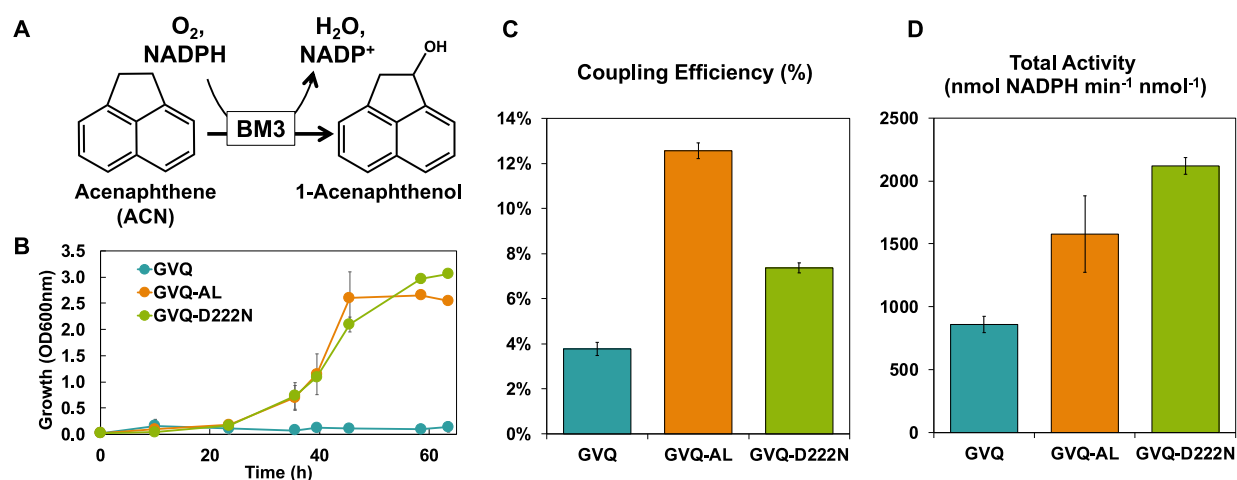 A
O₂,
NADPH
H₂O,
NADP⁺
OH
BM3
Acenaphthene
(ACN)
1-Acenaphthenol
B
Growth (OD600nm)
3.5
3.0
2.5
2.0
1.5
1.0
0.5
0.0
GVQ
GVQ-AL
GVQ-D222N
0
20
40
60
Time (h)
C
Coupling Efficiency (%)
14%
12%
10%
8%
6%
4%
2%
0%
GVQ
GVQ-AL
GVQ-D222N
D
Total Activity
(nmol NADPH min⁻¹ nmol⁻¹)
2500
2000
1500
1000
500
0
GVQ
GVQ-AL
GVQ-D222N